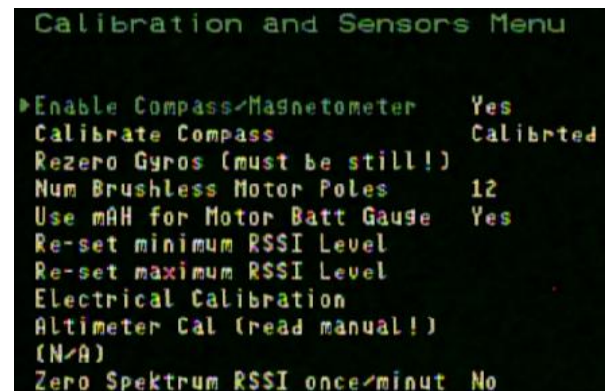 Calibration and Sensors Menu
Enable Compass/Magnetometer Yes
Calibrate Compass Calibrted
Rezero Gyros (must be still!)
Num Brushless Motor Poles 12
Use mAH for Motor Batt Gauge Yes
Re-set minimum RSSI Level
Re-set maximum RSSI Level
Electrical Calibration
Altimeter Cal (read manual!)
(N/A)
Zero Spektrum RSSI once/minut No